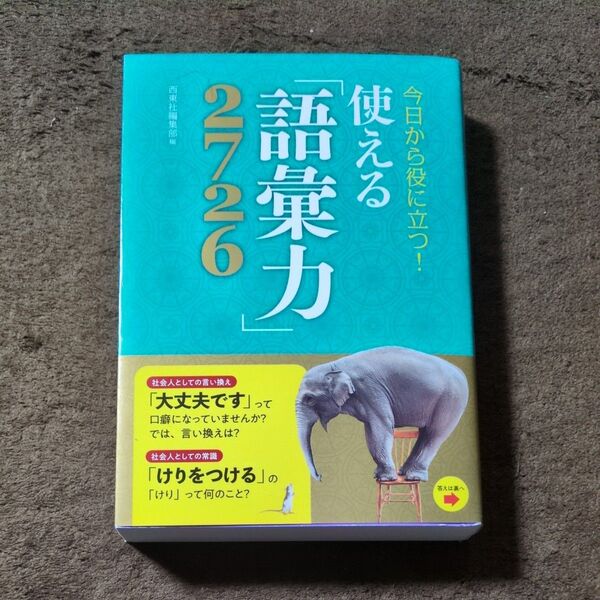 今日から役に立つ!
使える
「語彙力」
2726
西東社編集部 編
社会人としての言い換え
「大丈夫です」って
口癖になっていませんか?
では、言い換えは?
社会人としての常識
「けりをつける」の
「けり」って何のこと?
答えは裏へ